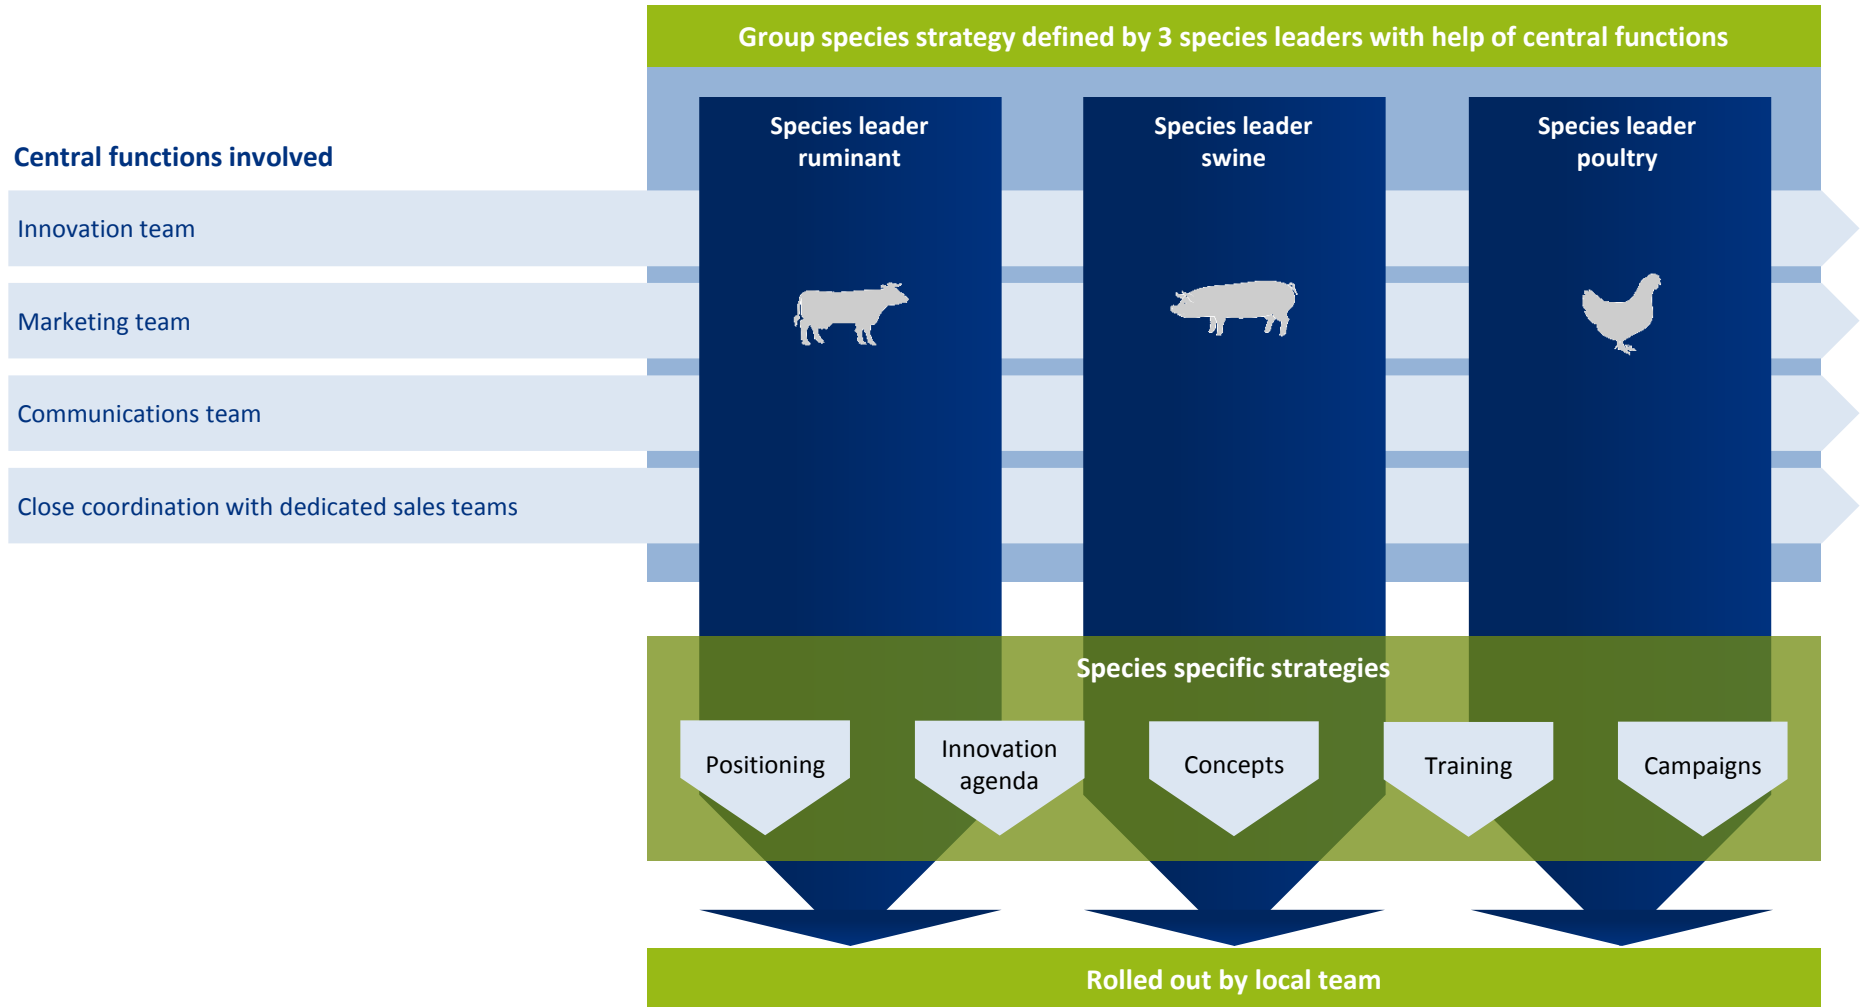 Group species strategy defined by 3 species leaders with help of central functions
Species leader
ruminant
Species leader
swine
Species leader
poultry
Central functions involved
Innovation team
Marketing team
Communications team
Close coordination with dedicated sales teams
Species specific strategies
Positioning
Innovation
agenda
Concepts
Training
Campaigns
Rolled out by local team